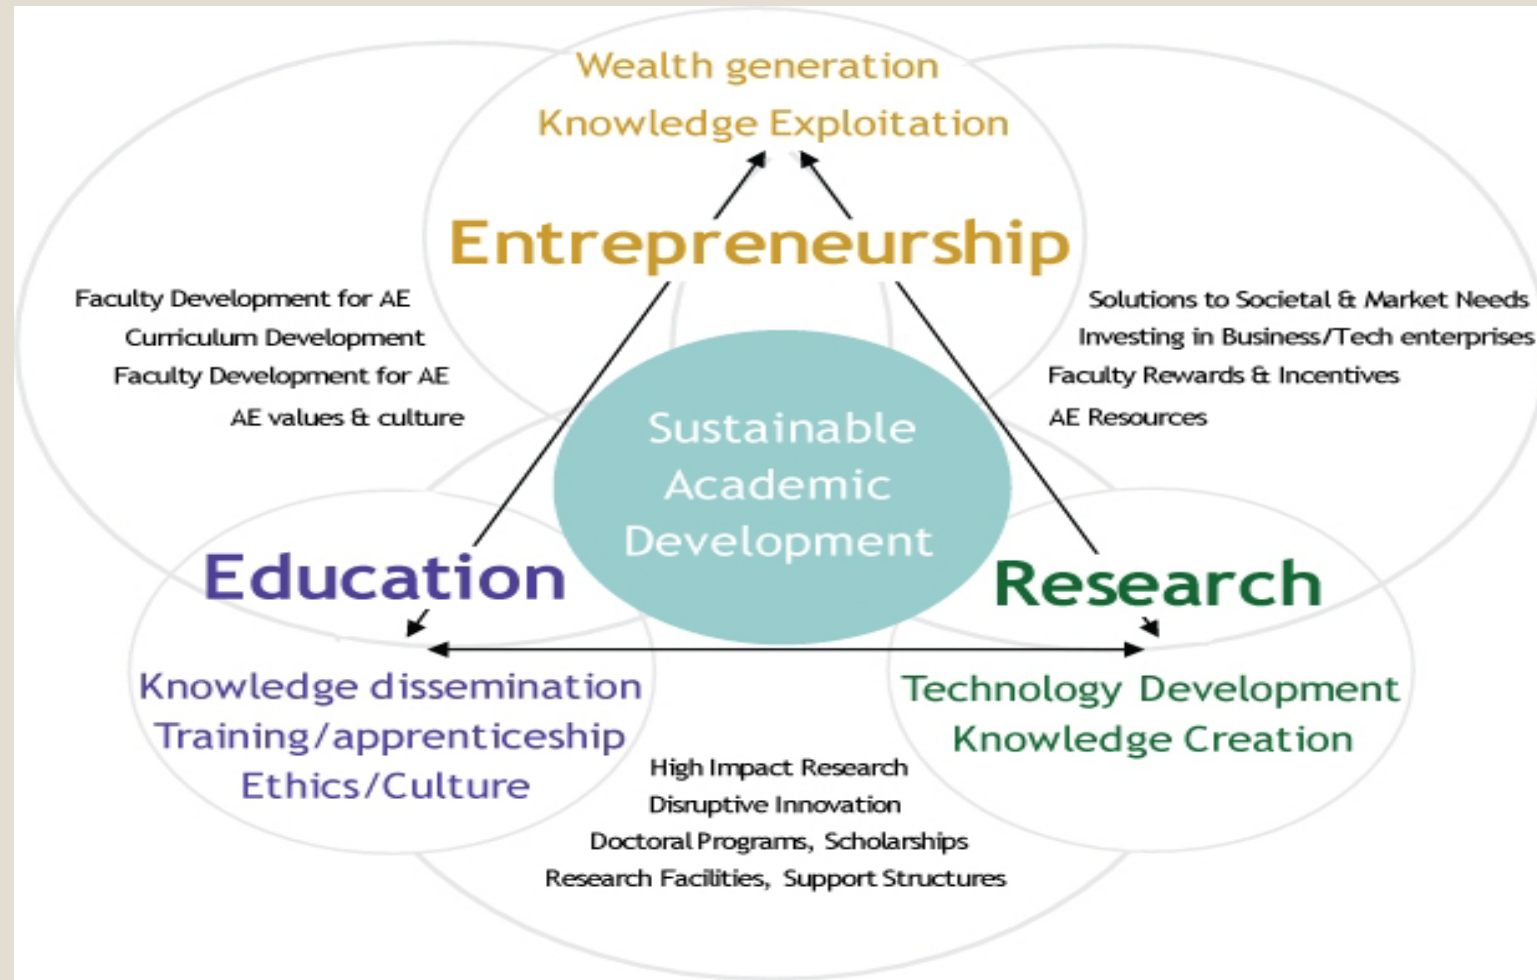 Wealth generation
Knowledge Exploitation
Entrepreneurship
Faculty Development for AE
Curriculum Development
Faculty Development for AE
AE values & culture
Solutions to Societal & Market Needs
Investing in Business/Tech enterprises
Faculty Rewards & Incentives
AE Resources
Sustainable
Academic
Development
Education
Knowledge dissemination
Training/apprenticeship
Ethics/Culture
Research
Technology Development
Knowledge Creation
High Impact Research
Disruptive Innovation
Doctoral Programs, Scholarships
Research Facilities, Support Structures